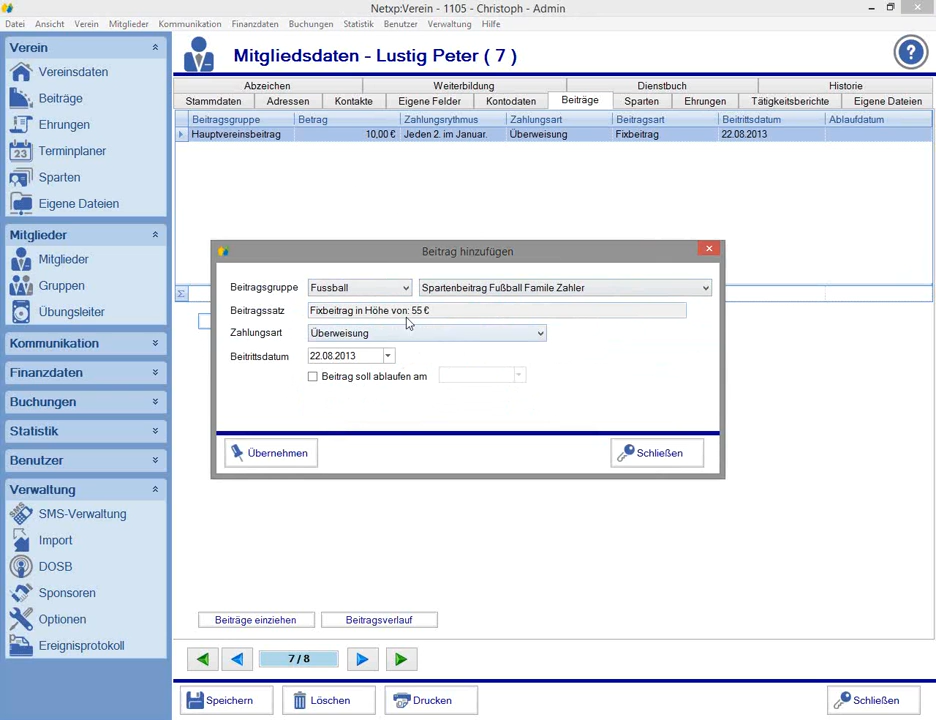 Netxp:Verein - 1105 - Christoph - Admin
Datei Ansicht Verein Mitglieder Kommunikation Finanzdaten Buchungen Statistik Benutzer Verwaltung Hilfe
Verein
Vereinsdaten
Beiträge
Ehrungen
23 Terminplaner
Sparten
Eigene Dateien
Mitglieder
Mitglieder
Gruppen
Übungsleiter
Kommunikation
Finanzdaten
Buchungen
Statistik
Benutzer
Verwaltung
SMS-Verwaltung
Import
DOSB
Sponsoren
Optionen
Ereignisprotokoll
Mitgliedsdaten - Lustig Peter ( 7 )
?
Abzeichen Weiterbildung Dienstbuch Historie
Stammdaten Adressen Kontakte Eigene Felder Kontodaten Beiträge Sparten Ehrungen Tätigkeitsberichte Eigene Dateien
Beitragsgruppe Betrag Zahlungsrythmus Zahlungsart Beitragsart Beitrittsdatum Ablaufdatum
Hauptvereinsbeitrag 10,00 € Jeden 2. im Januar. Überweisung Fixbeitrag 22.08.2013
Σ
Beitrag hinzufügen
Beitragsgruppe Fussball Spartenbeitrag Fußball Famile Zahler
Beitragssatz Fixbeitrag in Höhe von: 55 €
Zahlungsart Überweisung
Beitrittsdatum 22.08.2013
Beitrag soll ablaufen am
Übernehmen Schließen
Beiträge einziehen Beitragsverlauf
7 / 8
Speichern Löschen Drucken Schließen